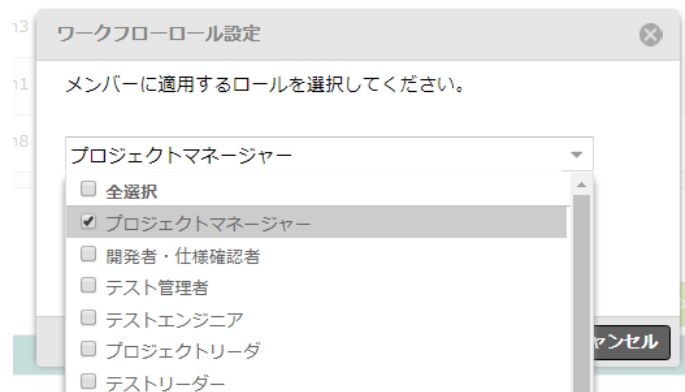 ワークフローロール設定
メンバーに適用するロールを選択してください。
プロジェクトマネージャー
全選択
プロジェクトマネージャー
開発者・仕様確認者
テスト管理者
テストエンジニア
プロジェクトリーダ
テストリーダー
ャンセル